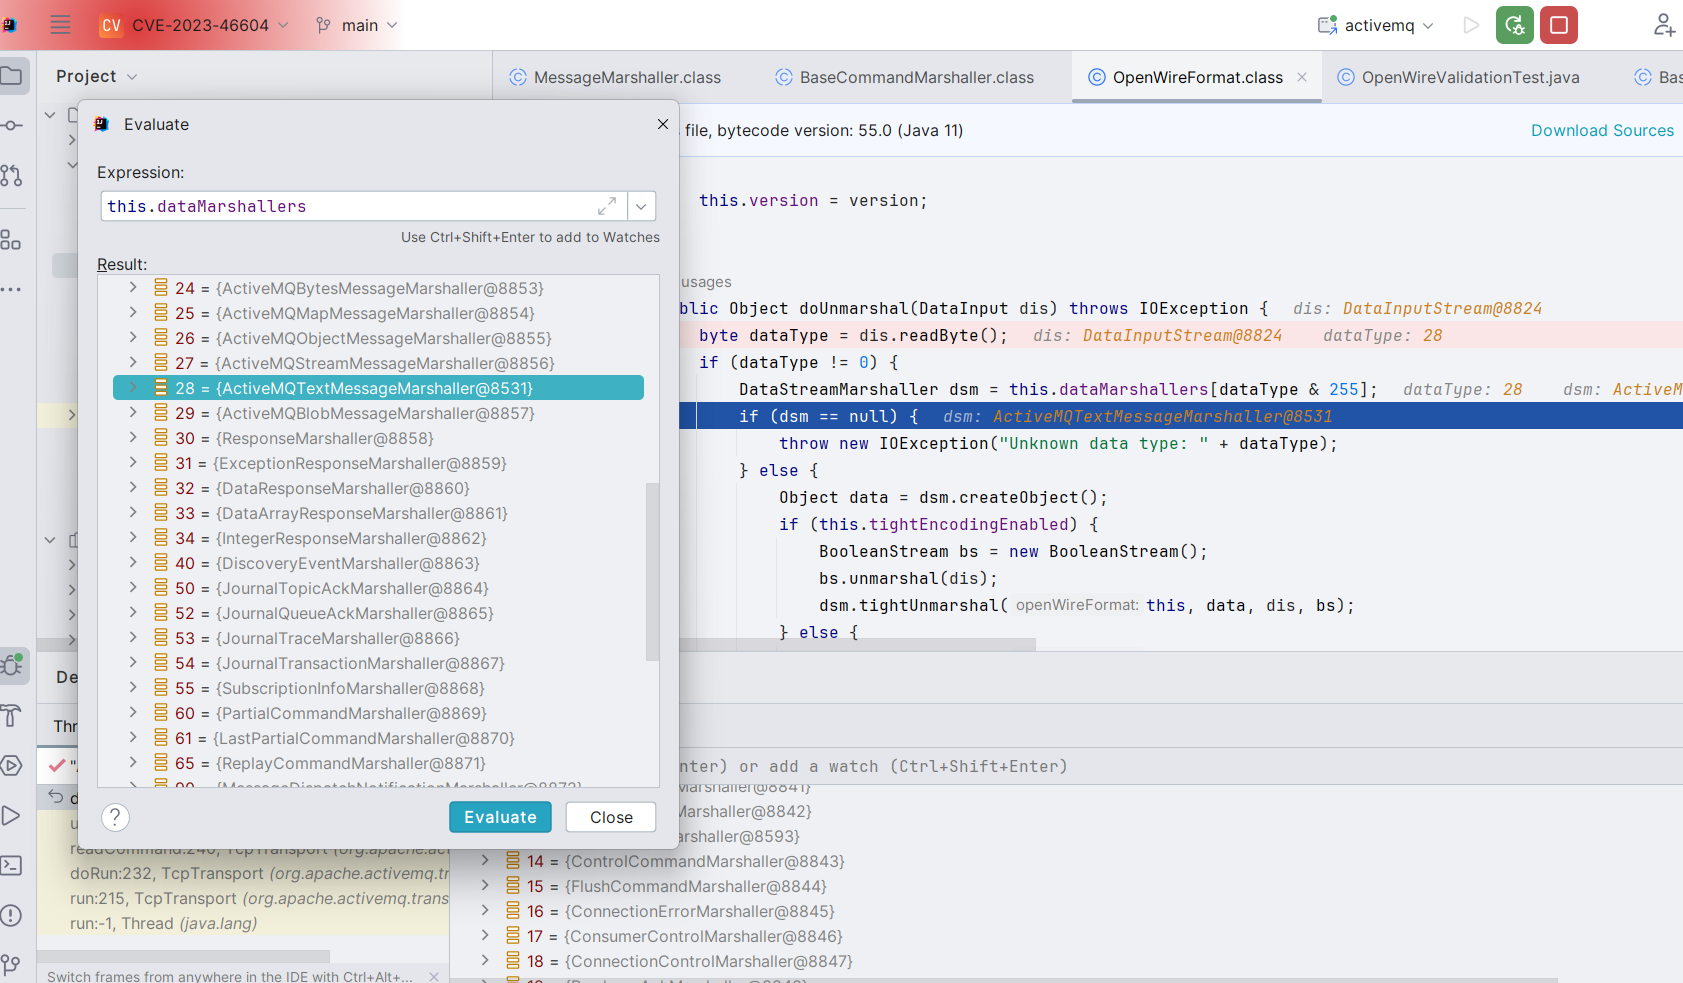 CV CVE-2023-46604 main activemq
Project
MessageMarshaller.class BaseCommandMarshaller.class OpenWireFormat.class OpenWireValidationTest.java Bas
Evaluate
file, bytecode version: 55.0 (Java 11) Download Sources
Expression:
this.dataMarshallers
Use Ctrl+Shift+Enter to add to Watches
Result:
24 = {ActiveMQBytesMessageMarshaller@8853}
25 = {ActiveMQMapMessageMarshaller@8854}
26 = {ActiveMQObjectMessageMarshaller@8855}
27 = {ActiveMQStreamMessageMarshaller@8856}
28 = {ActiveMQTextMessageMarshaller@8531}
29 = {ActiveMQBlobMessageMarshaller@8857}
30 = {ResponseMarshaller@8858}
31 = {ExceptionResponseMarshaller@8859}
32 = {DataResponseMarshaller@8860}
33 = {DataArrayResponseMarshaller@8861}
34 = {IntegerResponseMarshaller@8862}
40 = {DiscoveryEventMarshaller@8863}
50 = {JournalTopicAckMarshaller@8864}
52 = {JournalQueueAckMarshaller@8865}
53 = {JournalTraceMarshaller@8866}
54 = {JournalTransactionMarshaller@8867}
55 = {SubscriptionInfoMarshaller@8868}
60 = {PartialCommandMarshaller@8869}
61 = {LastPartialCommandMarshaller@8870}
65 = {ReplayCommandMarshaller@8871}
90 = {MessageDispatchNotificationMarshaller@8872}
? Evaluate Close
this.version = version;
usages
blic Object doUnmarshal(DataInput dis) throws IOException { dis: DataInputStream@8824
byte dataType = dis.readByte(); dis: DataInputStream@8824 dataType: 28
if (dataType != 0) {
DataStreamMarshaller dsm = this.dataMarshallers[dataType & 255]; dataType: 28 dsm: ActiveM
if (dsm == null) { dsm: ActiveMQTextMessageMarshaller@8531
throw new IOException("Unknown data type: " + dataType);
} else {
Object data = dsm.createObject();
if (this.tightEncodingEnabled) {
BooleanStream bs = new BooleanStream();
bs.unmarshal(dis);
dsm.tightUnmarshal( openWireFormat: this, data, dis, bs);
} else {
De
Thr
d
u
readCommand:240, TcpTransport (org.apache.act
doRun:232, TcpTransport (org.apache.activemq.tr
run:215, TcpTransport (org.apache.activemq.trans
run:-1, Thread (java.lang)
Switch frames from anywhere in the IDE with Ctrl+Alt+...
nter) or add a watch (Ctrl+Shift+Enter)
Marshaller@8841}
Marshaller@8842}
arshaller@8593}
14 = {ControlCommandMarshaller@8843}
15 = {FlushCommandMarshaller@8844}
16 = {ConnectionErrorMarshaller@8845}
17 = {ConsumerControlMarshaller@8846}
18 = {ConnectionControlMarshaller@8847}